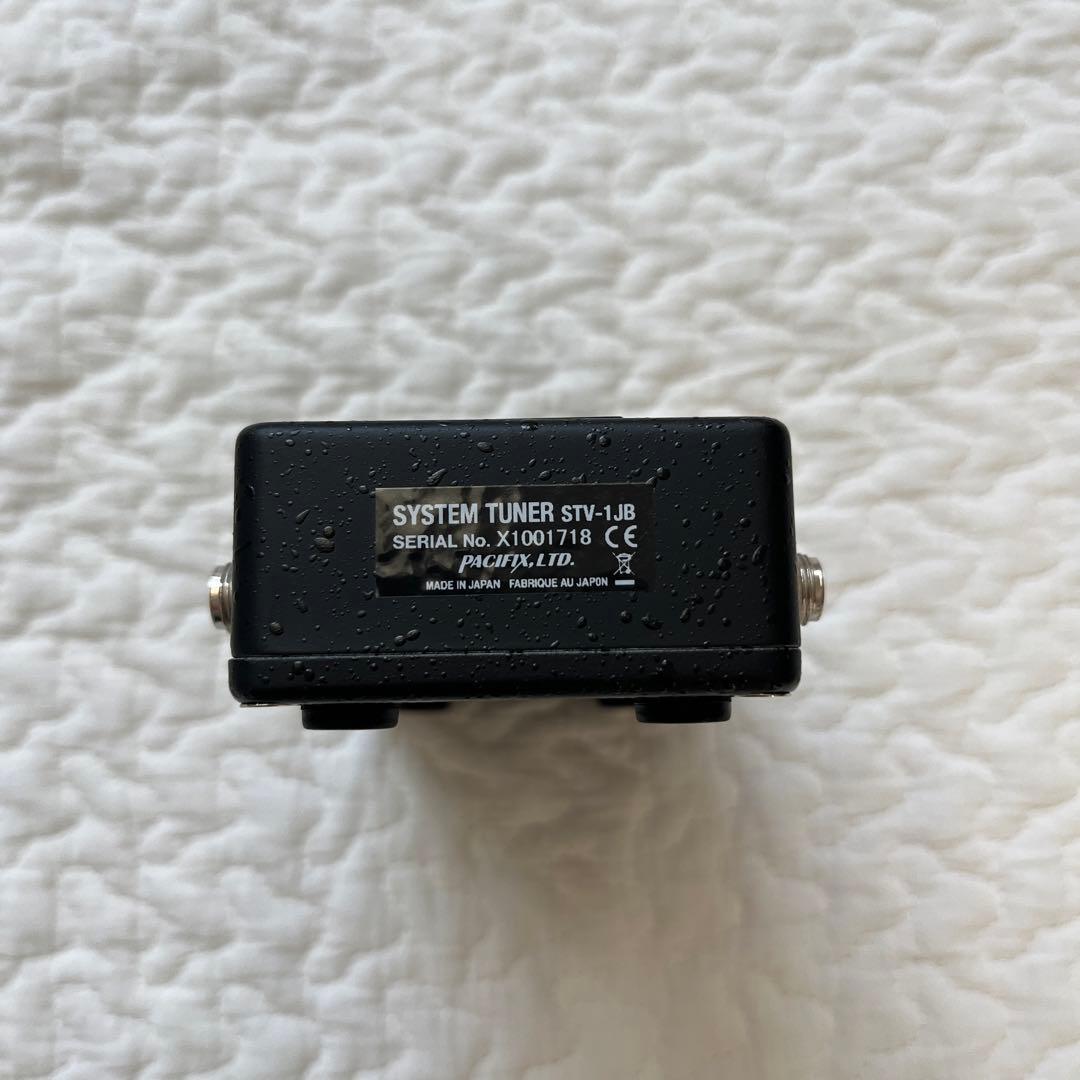 SYSTEM TUNER STV-1JB
SERIAL No. X1001718 CE
PACIFIX, LTD.
MADE IN JAPAN FABRIQUE AU JAPON